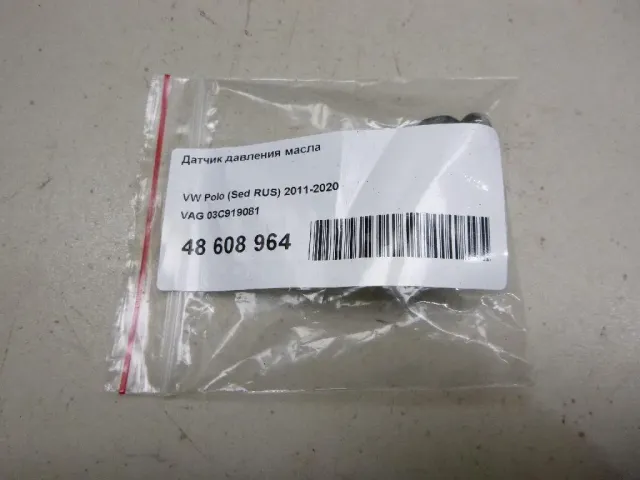 Датчик давления масла
VW Polo (Sed RUS) 2011-2020
VAG 03C919081
48 608 964